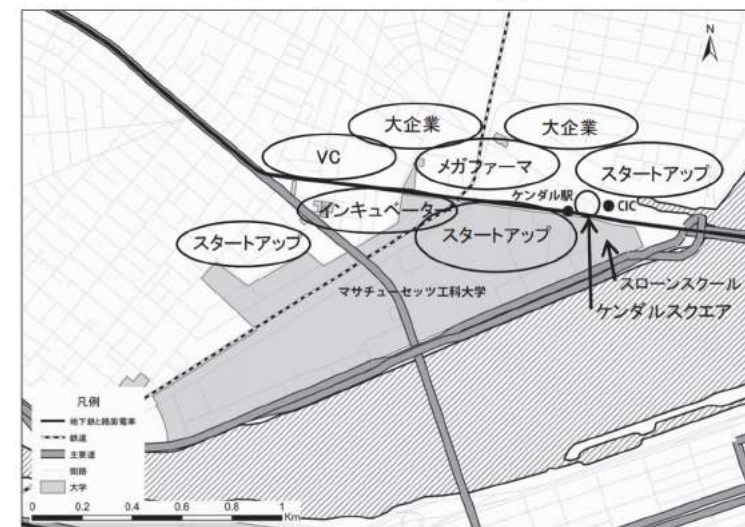 N
大企業
大企業
VC
メガファーマ
スタートアップ
ケンダル駅
CIC
インキュベーター
スタートアップ
スタートアップ
スローンスクール
マサチューセッツ工科大学
ケンダルスクエア
凡例
地下鉄と路面電車
鉄道
主要道
街路
大学
0 0.2 0.4 0.6 0.8 1
Km